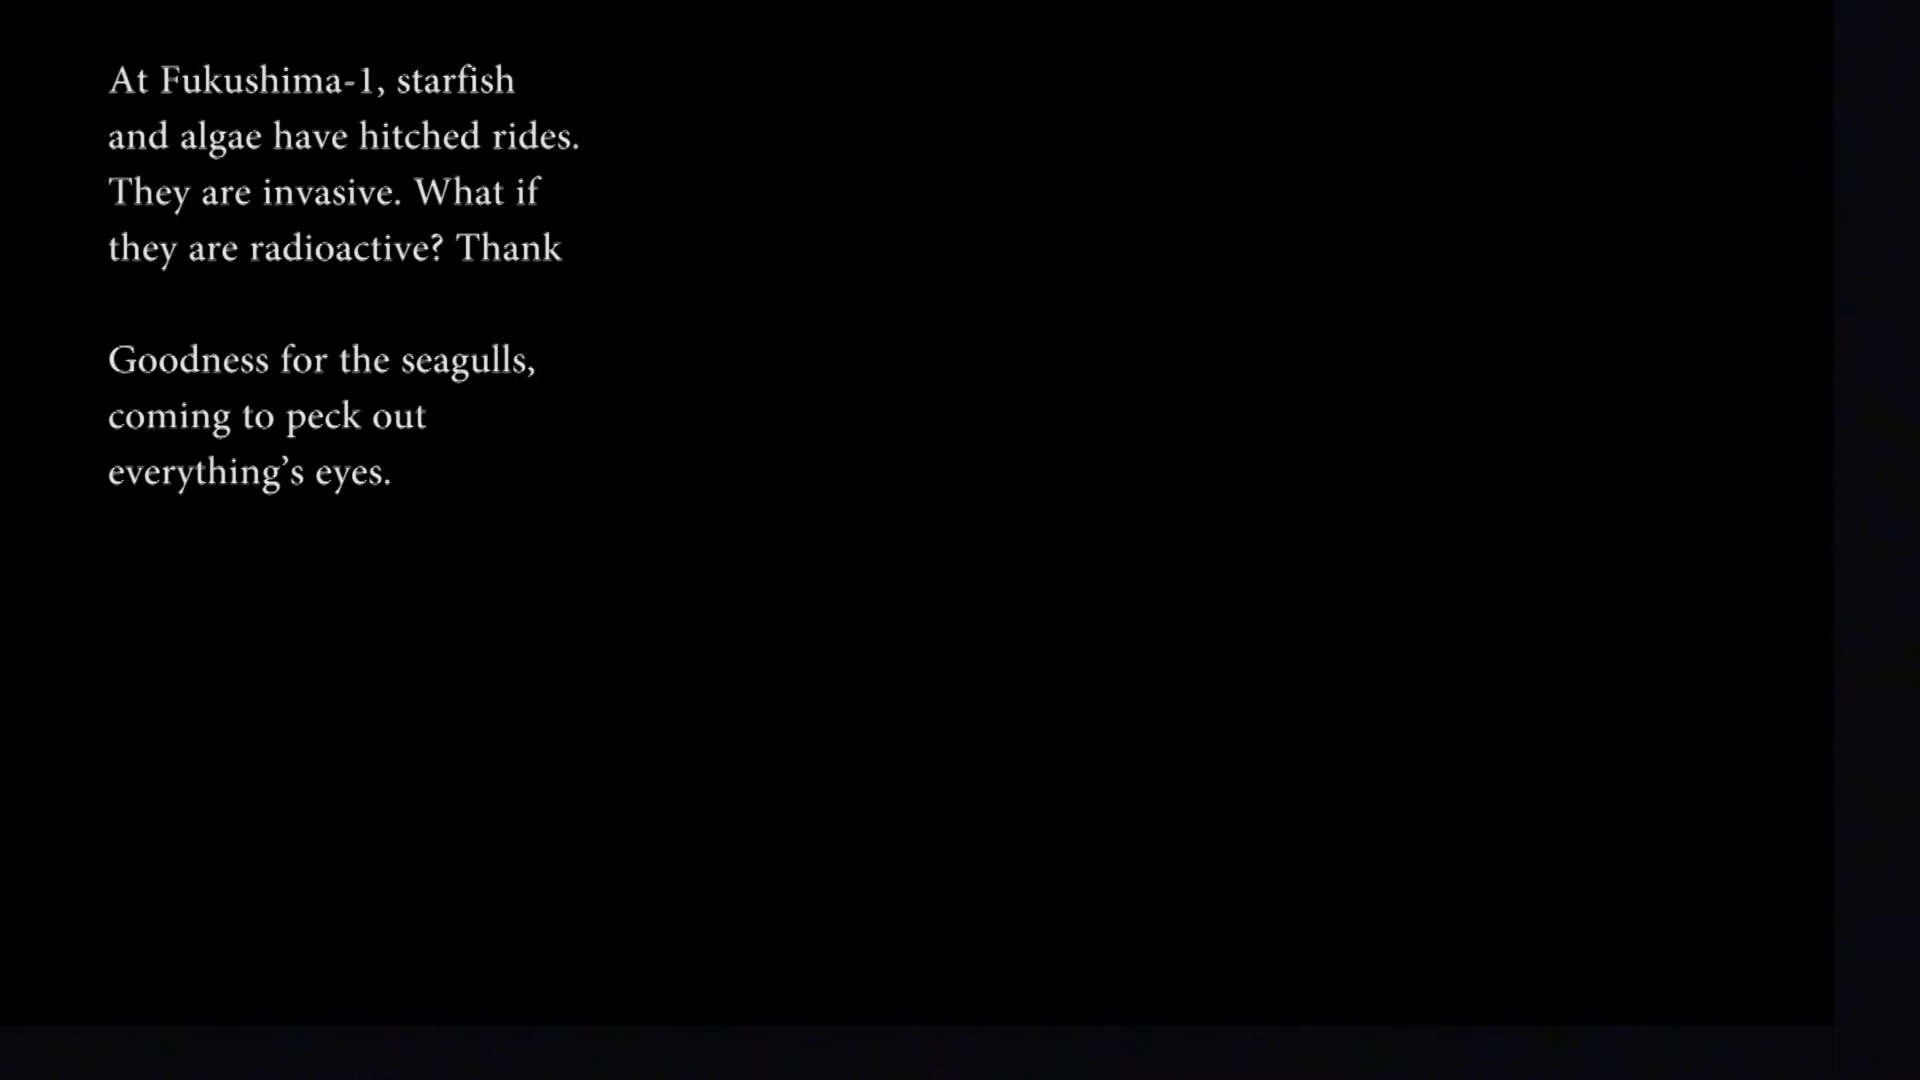 At Fukushima-1, starfish
and algae have hitched rides.
They are invasive. What if
they are radioactive? Thank
Goodness for the seagulls,
coming to peck out
everything’s eyes.